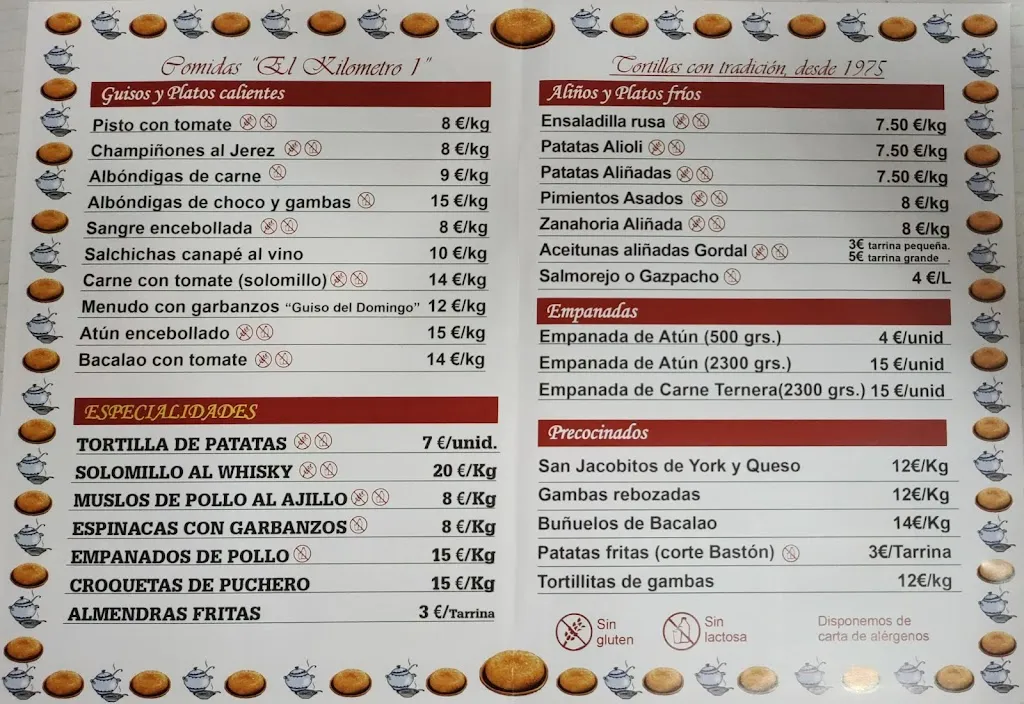 Comidas "El Kilometro 1"
Guisos y Platos calientes
Pisto con tomate 8 €/kg
Champiñones al Jerez 8 €/kg
Albóndigas de carne 9 €/kg
Albóndigas de choco y gambas 15 €/kg
Sangre encebollada 8 €/kg
Salchichas canapé al vino 10 €/kg
Carne con tomate (solomillo) 14 €/kg
Menudo con garbanzos “Guiso del Domingo” 12 €/kg
Atún encebollado 15 €/kg
Bacalao con tomate 14 €/kg
ESPECIALIDADES
TORTILLA DE PATATAS 7 €/unid.
SOLOMILLO AL WHISKY 20 €/Kg
MUSLOS DE POLLO AL AJILLO 8 €/Kg
ESPINACAS CON GARBANZOS 8 €/Kg
EMPANADOS DE POLLO 15 €/Kg
CROQUETAS DE PUCHERO 15 €/Kg
ALMENDRAS FRITAS 3 €/Tarrina
Tortillas con tradición, desde 1975
Aliños y Platos fríos
Ensaladilla rusa 7.50 €/kg
Patatas Alioli 7.50 €/kg
Patatas Aliñadas 7.50 €/kg
Pimientos Asados 8 €/kg
Zanahoria Aliñada 8 €/kg
Aceitunas aliñadas Gordal 3€ tarrina pequeña.
5€ tarrina grande .
Salmorejo o Gazpacho 4 €/L
Empanadas
Empanada de Atún (500 grs.) 4 €/unid
Empanada de Atún (2300 grs.) 15 €/unid
Empanada de Carne Ternera(2300 grs.) 15 €/unid
Precocinados
San Jacobitos de York y Queso 12€/Kg
Gambas rebozadas 12€/Kg
Buñuelos de Bacalao 14€/Kg
Patatas fritas (corte Bastón) 3€/Tarrina
Tortillitas de gambas 12€/kg
Sin
gluten
Sin
lactosa
Disponemos de
carta de alérgenos